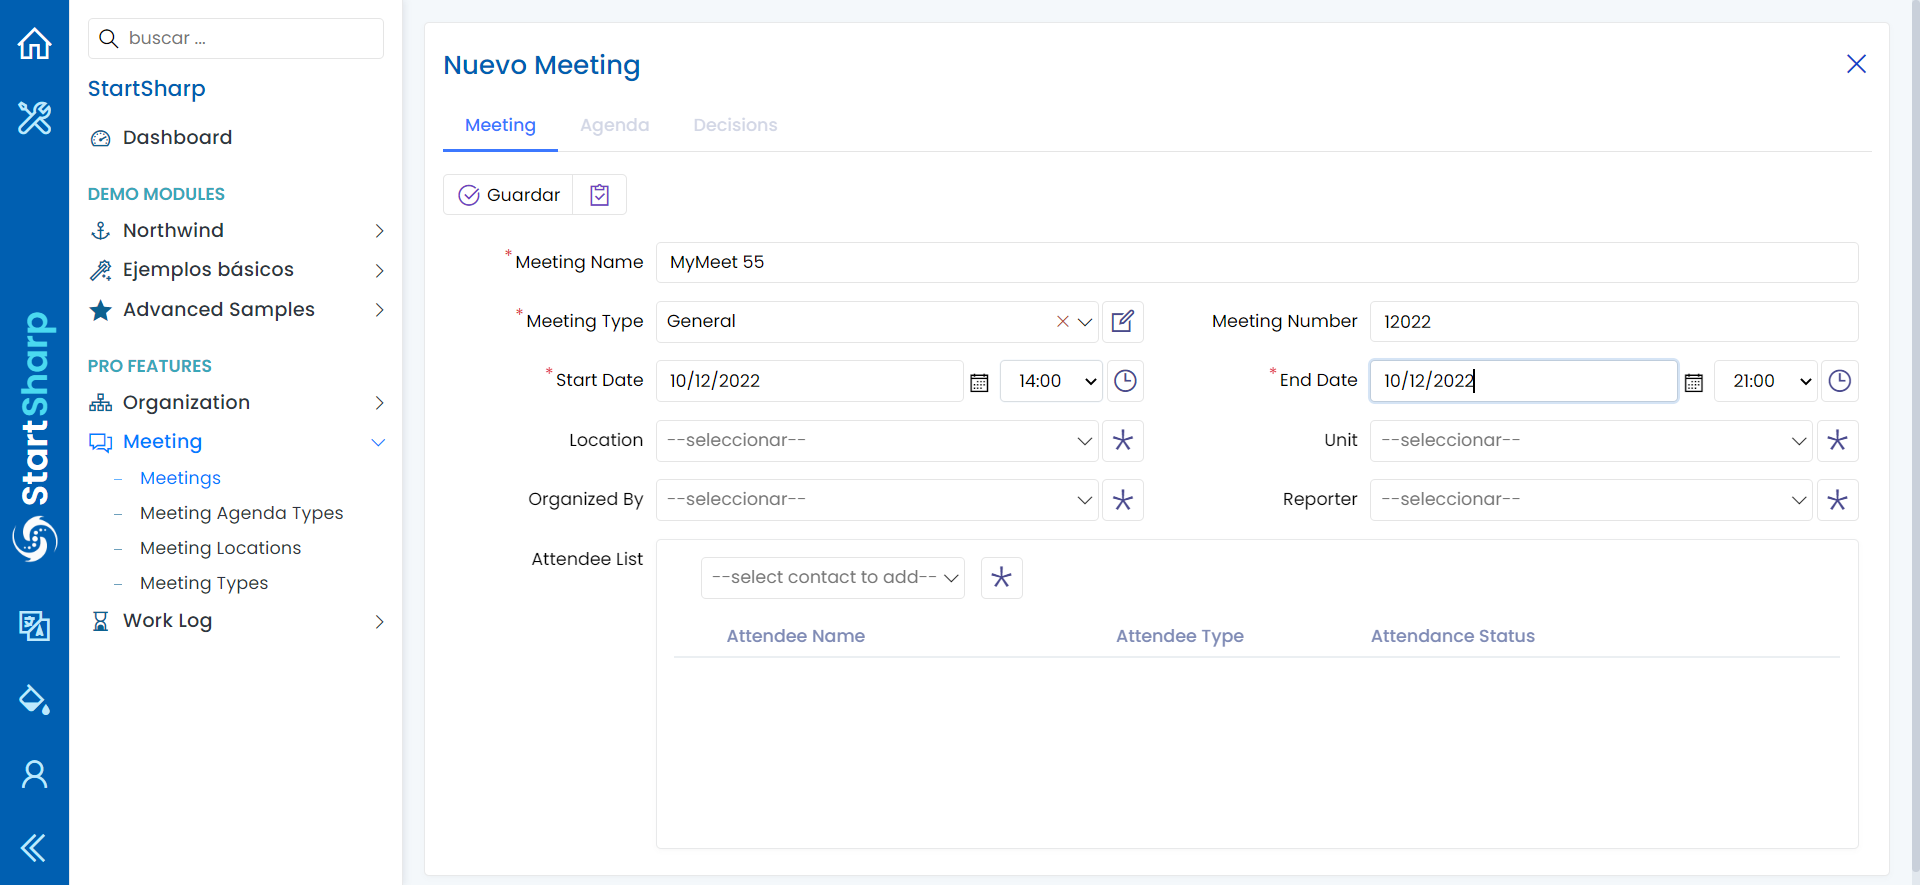 buscar ...
StartSharp
Dashboard
DEMO MODULES
Northwind
Ejemplos básicos
Advanced Samples
PRO FEATURES
Organization
Meeting
– Meetings
– Meeting Agenda Types
– Meeting Locations
– Meeting Types
Work Log
StartSharp
Nuevo Meeting
Meeting Agenda Decisions
Guardar
* Meeting Name MyMeet 55
* Meeting Type General Meeting Number 12022
* Start Date 10/12/2022 14:00 * End Date 10/12/2022 21:00
Location --seleccionar-- Unit --seleccionar--
Organized By --seleccionar-- Reporter --seleccionar--
Attendee List
--select contact to add--
Attendee Name Attendee Type Attendance Status